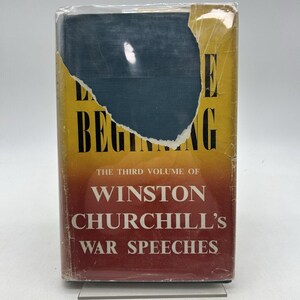 BEGINNING
THE THIRD VOLUME OF
WINSTON
CHURCHILL's
WAR SPEECHES